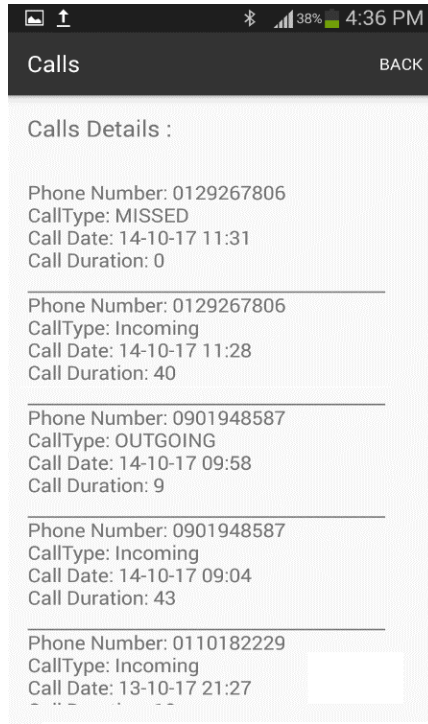 38% 4:36 PM
Calls BACK
Calls Details :
Phone Number: 0129267806
CallType: MISSED
Call Date: 14-10-17 11:31
Call Duration: 0
Phone Number: 0129267806
CallType: Incoming
Call Date: 14-10-17 11:28
Call Duration: 40
Phone Number: 0901948587
CallType: OUTGOING
Call Date: 14-10-17 09:58
Call Duration: 9
Phone Number: 0901948587
CallType: Incoming
Call Date: 14-10-17 09:04
Call Duration: 43
Phone Number: 0110182229
CallType: Incoming
Call Date: 13-10-17 21:27